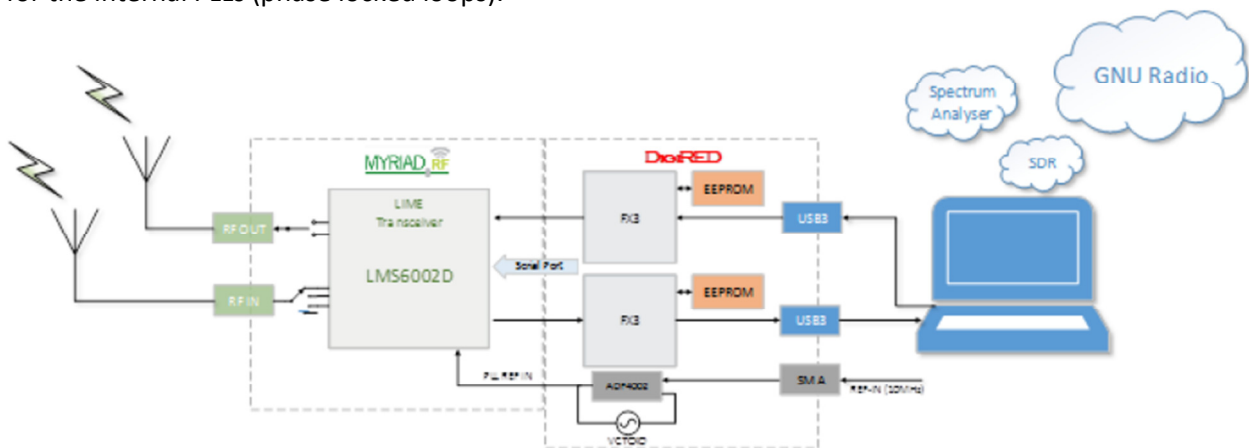 for the internal PLLs (phase locked loops).
GNU Radio
Spectrum
Analyser
SDR
MYRIAD RF
DIGIRED
LIME
Transceiver
LMS6002D
RF OUT
RF IN
FX3
EEPROM
USB3
Serial Port
FX3
EEPROM
USB3
PLL REF IN
ADF4002
SMA
REF-IN (10MHz)
VCTCXO